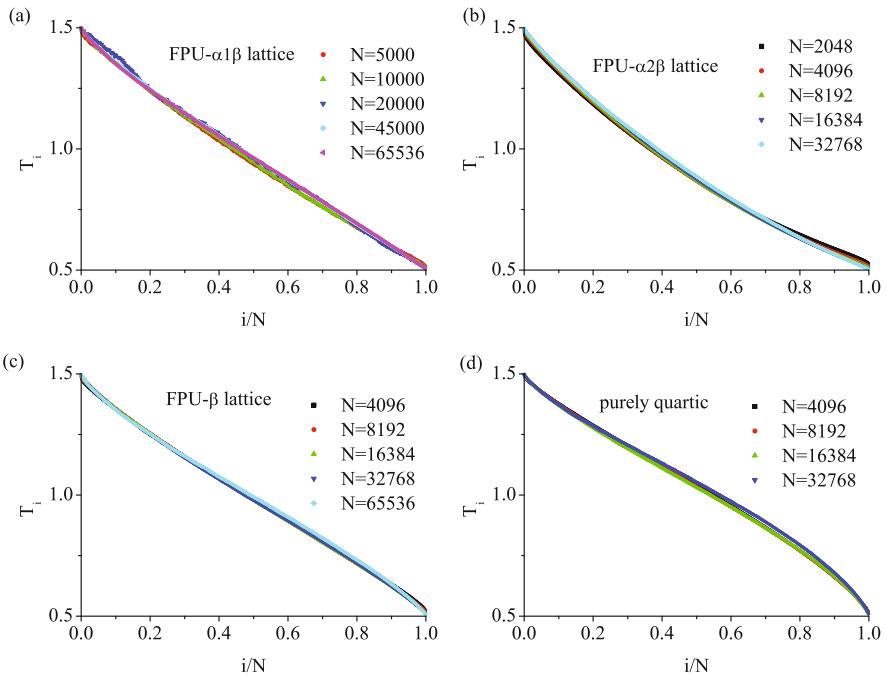 (a)
1.5
FPU-α1β lattice
N=5000
N=10000
N=20000
N=45000
N=65536
1.0
T_i
0.5
0.0 0.2 0.4 0.6 0.8 1.0
i/N
(b)
1.5
FPU-α2β lattice
N=2048
N=4096
N=8192
N=16384
N=32768
1.0
T_i
0.5
0.0 0.2 0.4 0.6 0.8 1.0
i/N
(c)
1.5
FPU-β lattice
N=4096
N=8192
N=16384
N=32768
N=65536
1.0
T_i
0.5
0.0 0.2 0.4 0.6 0.8 1.0
i/N
(d)
1.5
purely quartic
N=4096
N=8192
N=16384
N=32768
1.0
T_i
0.5
0.0 0.2 0.4 0.6 0.8 1.0
i/N